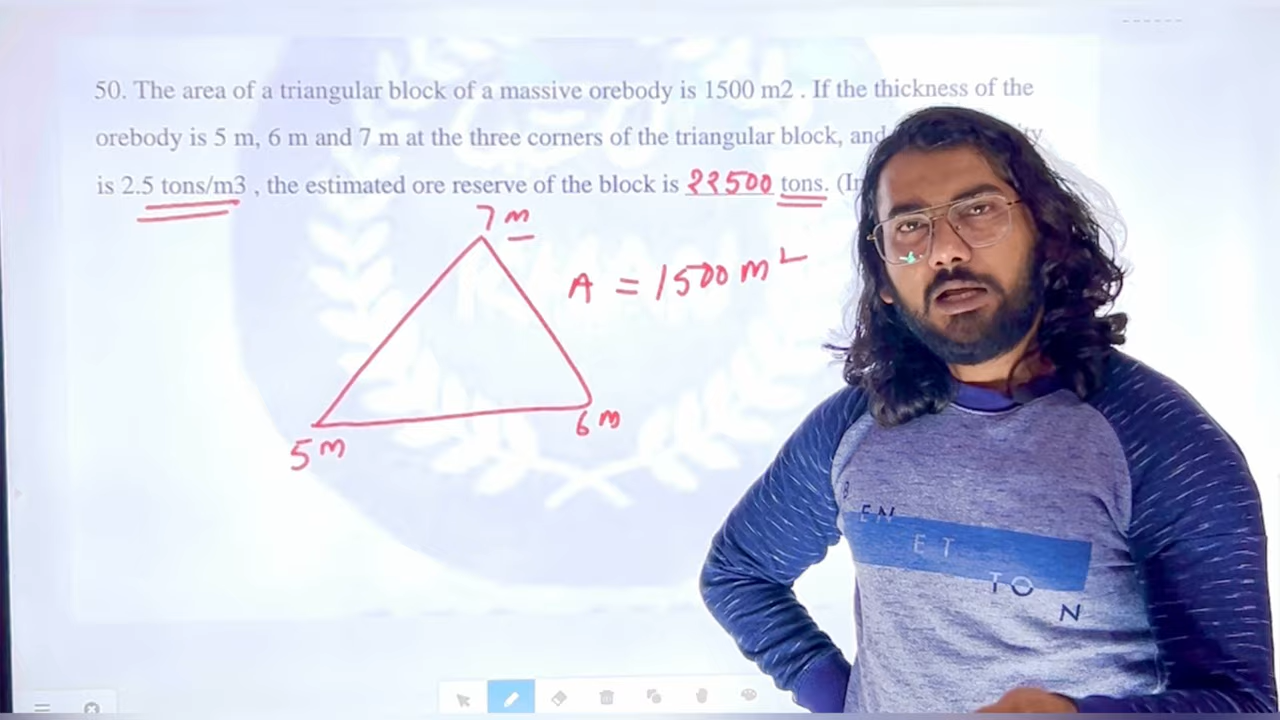 50. The area of a triangular block of a massive orebody is 1500 m2 . If the thickness of the
orebody is 5 m, 6 m and 7 m at the three corners of the triangular block, and
is 2.5 tons/m3 , the estimated ore reserve of the block is 22500 tons.
7 m
A = 1500 m²
6 m
5 m
B
EN
ET
TO
N